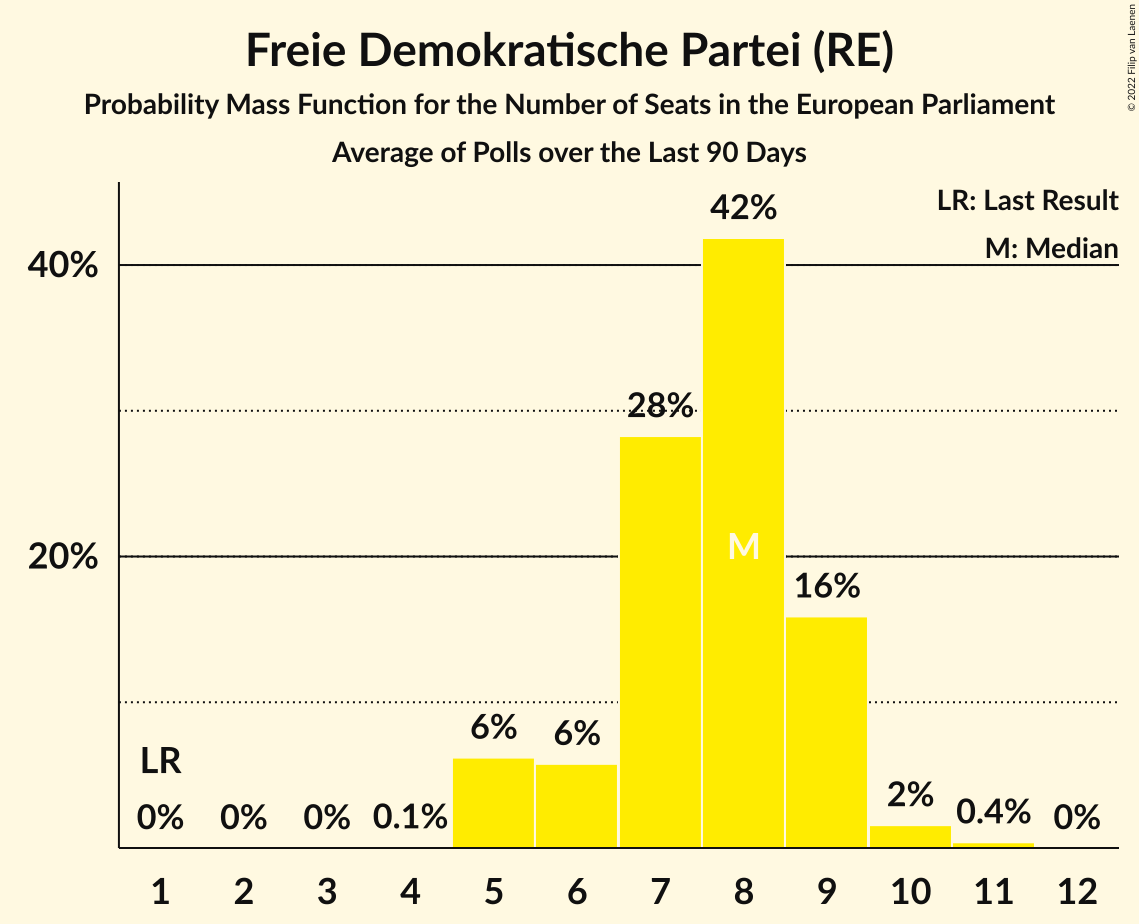 Freie Demokratische Partei (RE)
Probability Mass Function for the Number of Seats in the European Parliament
Average of Polls over the Last 90 Days
© 2022 Filip van Laenen
LR: Last Result
M: Median
42%
40%
28%
20%
M
16%
6%
6%
LR
0%
0%
0%
0.1%
2%
0.4%
0%
1 2 3 4 5 6 7 8 9 10 11 12